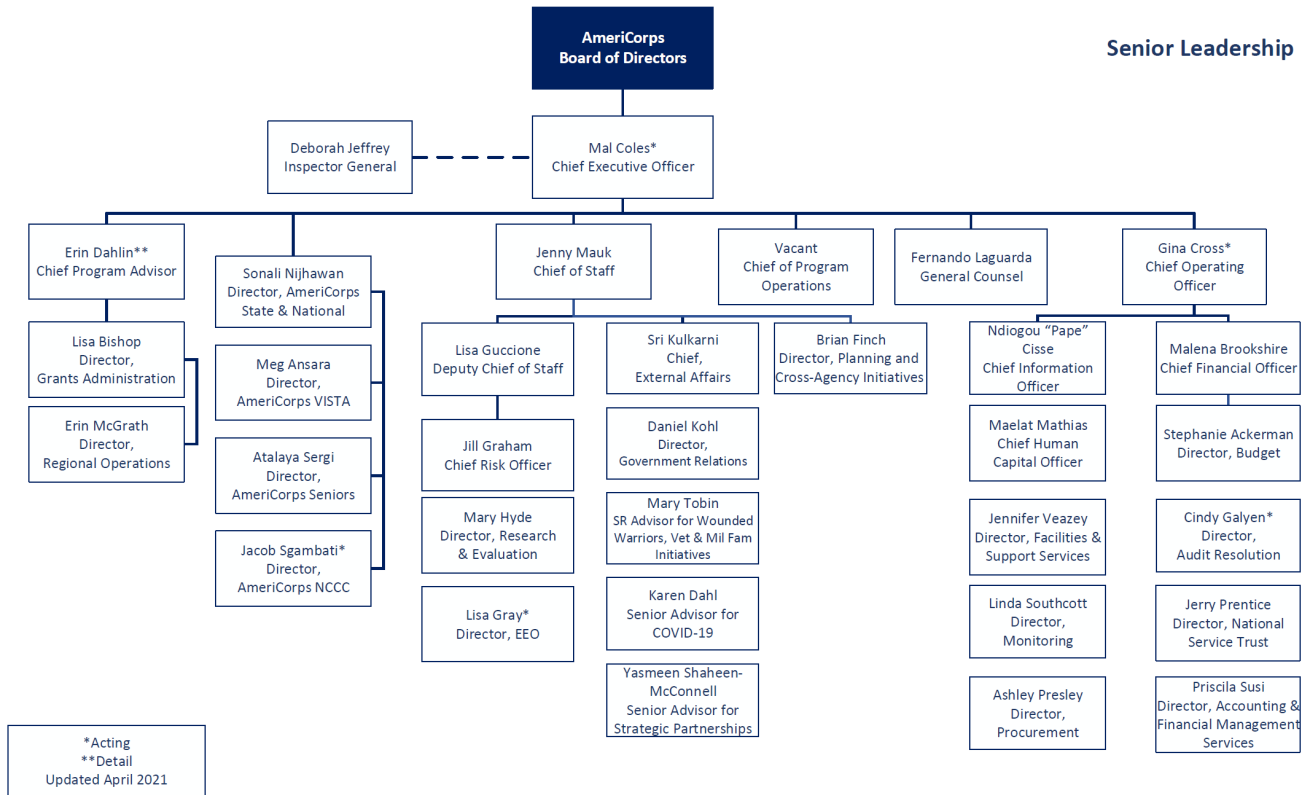 AmeriCorps
Board of Directors
Senior Leadership
Deborah Jeffrey
Inspector General
Mal Coles*
Chief Executive Officer
Erin Dahlin**
Chief Program Advisor
Sonali Nijhawan
Director, AmeriCorps
State & National
Jenny Mauk
Chief of Staff
Vacant
Chief of Program
Operations
Fernando Laguarda
General Counsel
Gina Cross*
Chief Operating
Officer
Lisa Bishop
Director,
Grants Administration
Erin McGrath
Director,
Regional Operations
Meg Ansara
Director,
AmeriCorps VISTA
Atalaya Sergi
Director,
AmeriCorps Seniors
Jacob Sgambati*
Director,
AmeriCorps NCCC
Lisa Guccione
Deputy Chief of Staff
Jill Graham
Chief Risk Officer
Mary Hyde
Director, Research
& Evaluation
Lisa Gray*
Director, EEO
Sri Kulkarni
Chief,
External Affairs
Daniel Kohl
Director,
Government Relations
Mary Tobin
SR Advisor for Wounded
Warriors, Vet & Mil Fam
Initiatives
Karen Dahl
Senior Advisor for
COVID-19
Yasmeen Shaheen-
McConnell
Senior Advisor for
Strategic Partnerships
Brian Finch
Director, Planning and
Cross-Agency Initiatives
Ndiogou “Pape”
Cisse
Chief Information
Officer
Maelat Mathias
Chief Human
Capital Officer
Jennifer Veazey
Director, Facilities &
Support Services
Linda Southcott
Director,
Monitoring
Ashley Presley
Director,
Procurement
Malena Brookshire
Chief Financial Officer
Stephanie Ackerman
Director, Budget
Cindy Galyen*
Director,
Audit Resolution
Jerry Prentice
Director, National
Service Trust
Priscila Susi
Director, Accounting &
Financial Management
Services
*Acting
**Detail
Updated April 2021